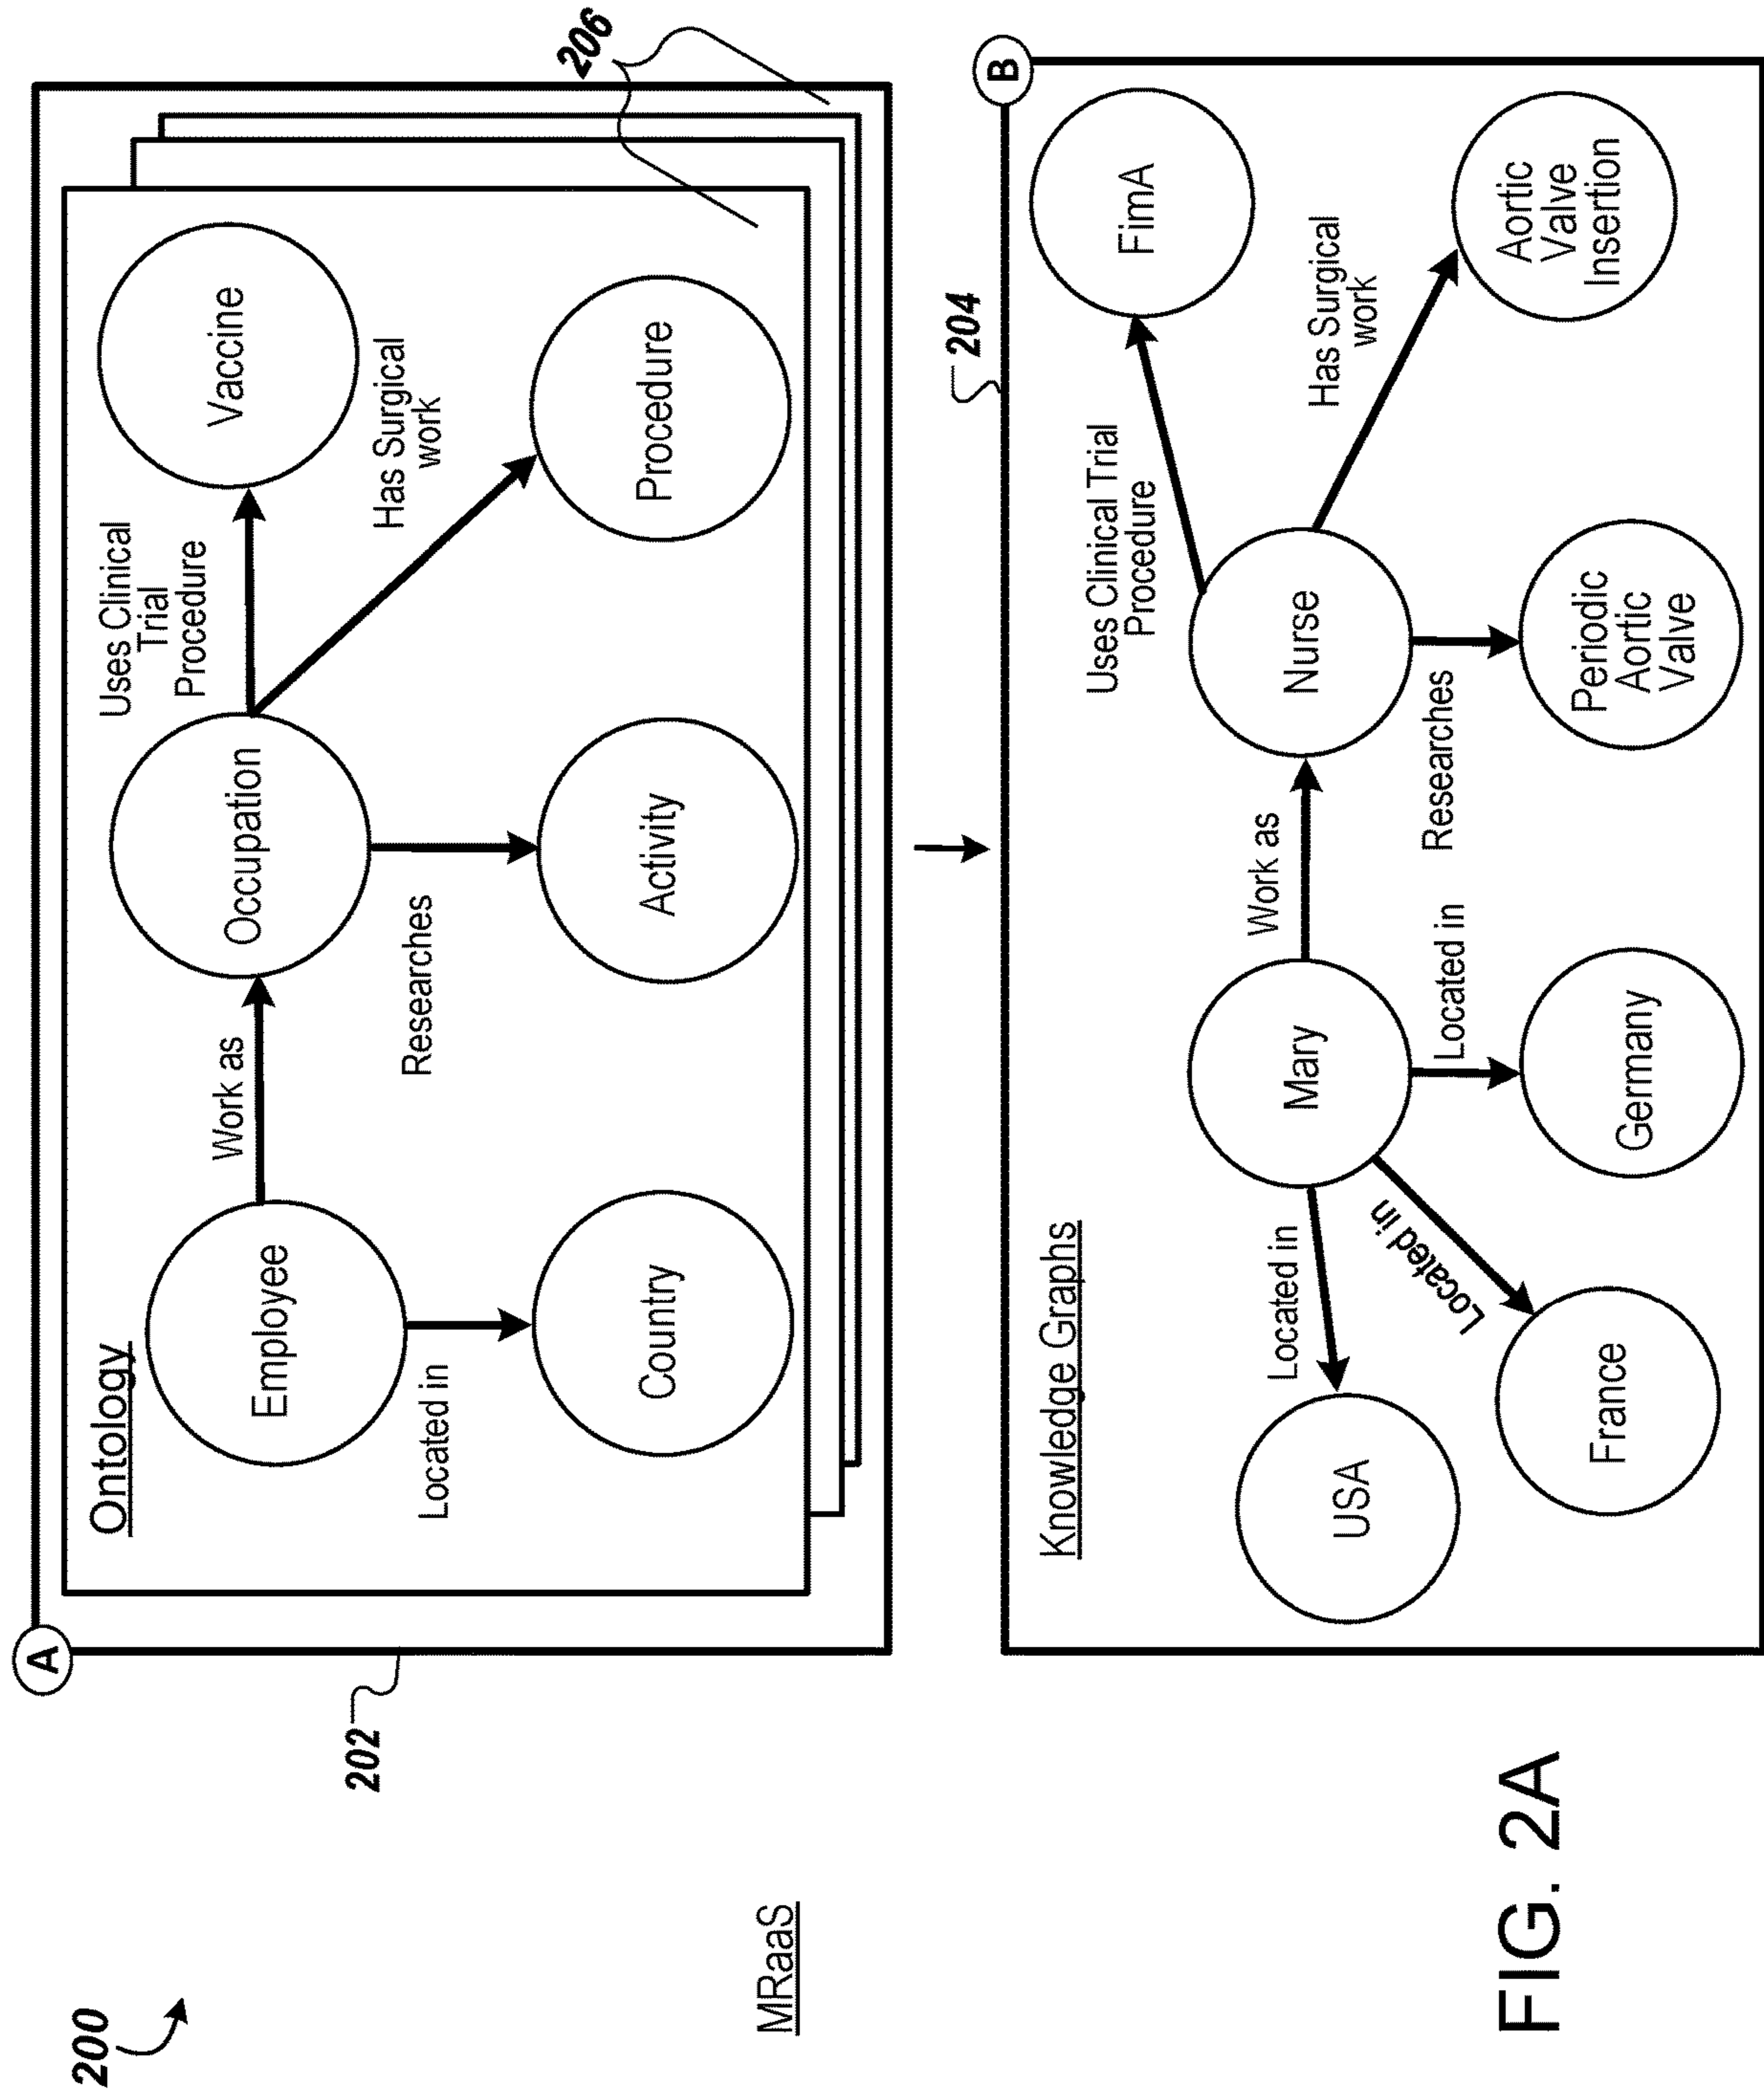 200
MRaaS
FIG. 2A
A
202
206
Ontology
Employee
Work as
Located in
Country
Occupation
Researches
Activity
Uses Clinical
Trial
Procedure
Vaccine
Has Surgical
work
Procedure
B
204
Knowledge Graphs
USA
Located in
France
Located in
Mary
Located in
Germany
Work as
Nurse
Researches
Periodic
Aortic
Valve
Uses Clinical Trial
Procedure
FimA
Has Surgical
work
Aortic
Valve
Insertion